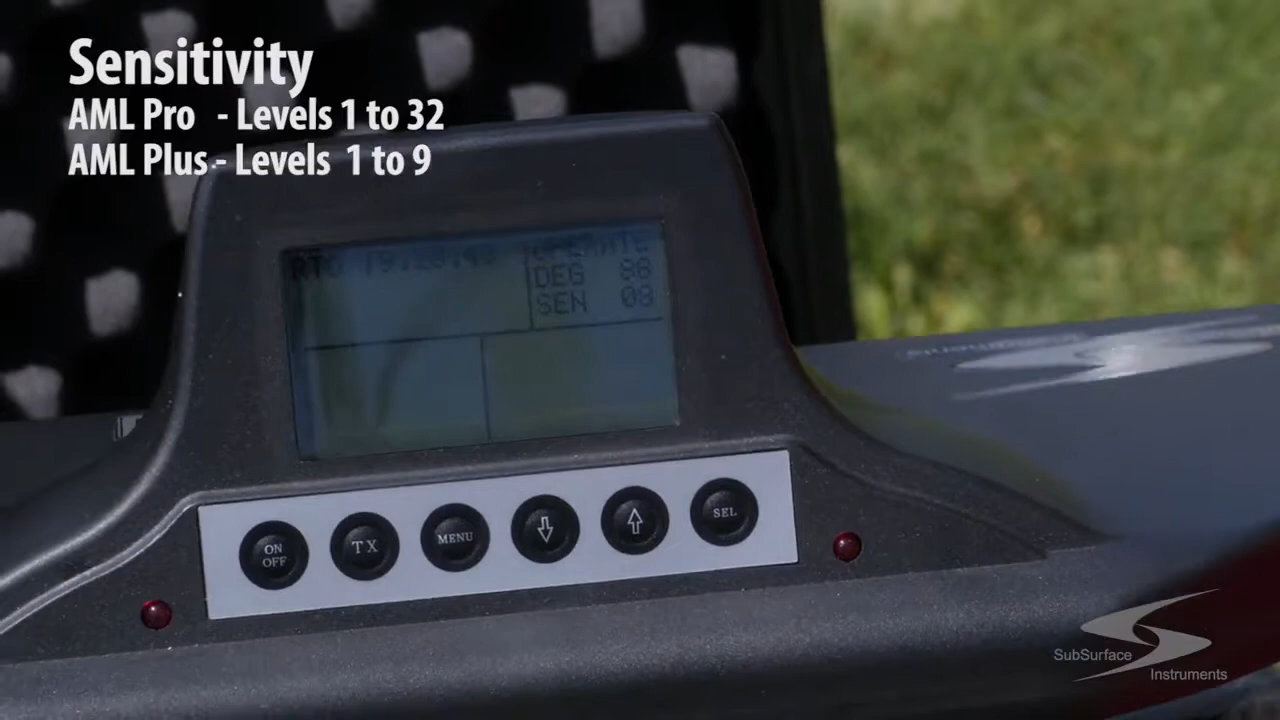 Sensitivity
AML Pro - Levels 1 to 32
AML Plus - Levels 1 to 9
OPERATE
DEG 86
SEN 08
ON
OFF
TX
MENU
SEL
SubSurface
Instruments